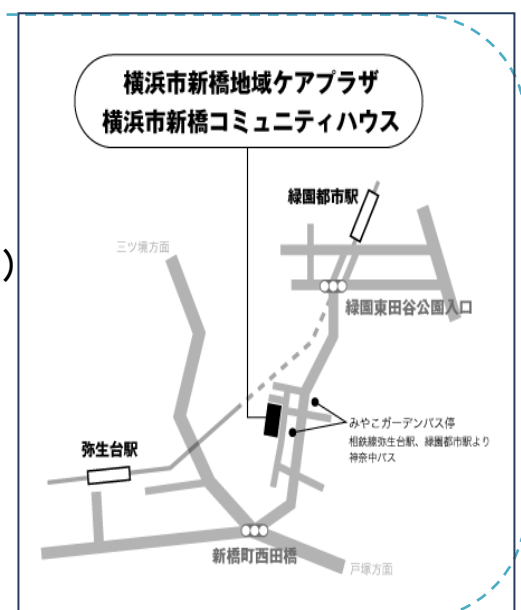 横浜市新橋地域ケアプラザ
横浜市新橋コミュニティハウス
緑園都市駅
三ツ境方面
)
緑園東田谷公園入口
みやこガーデンバス停
相鉄線弥生台駅、緑園都市駅より
神奈中バス
弥生台駅
新橋町西田橋
戸塚方面